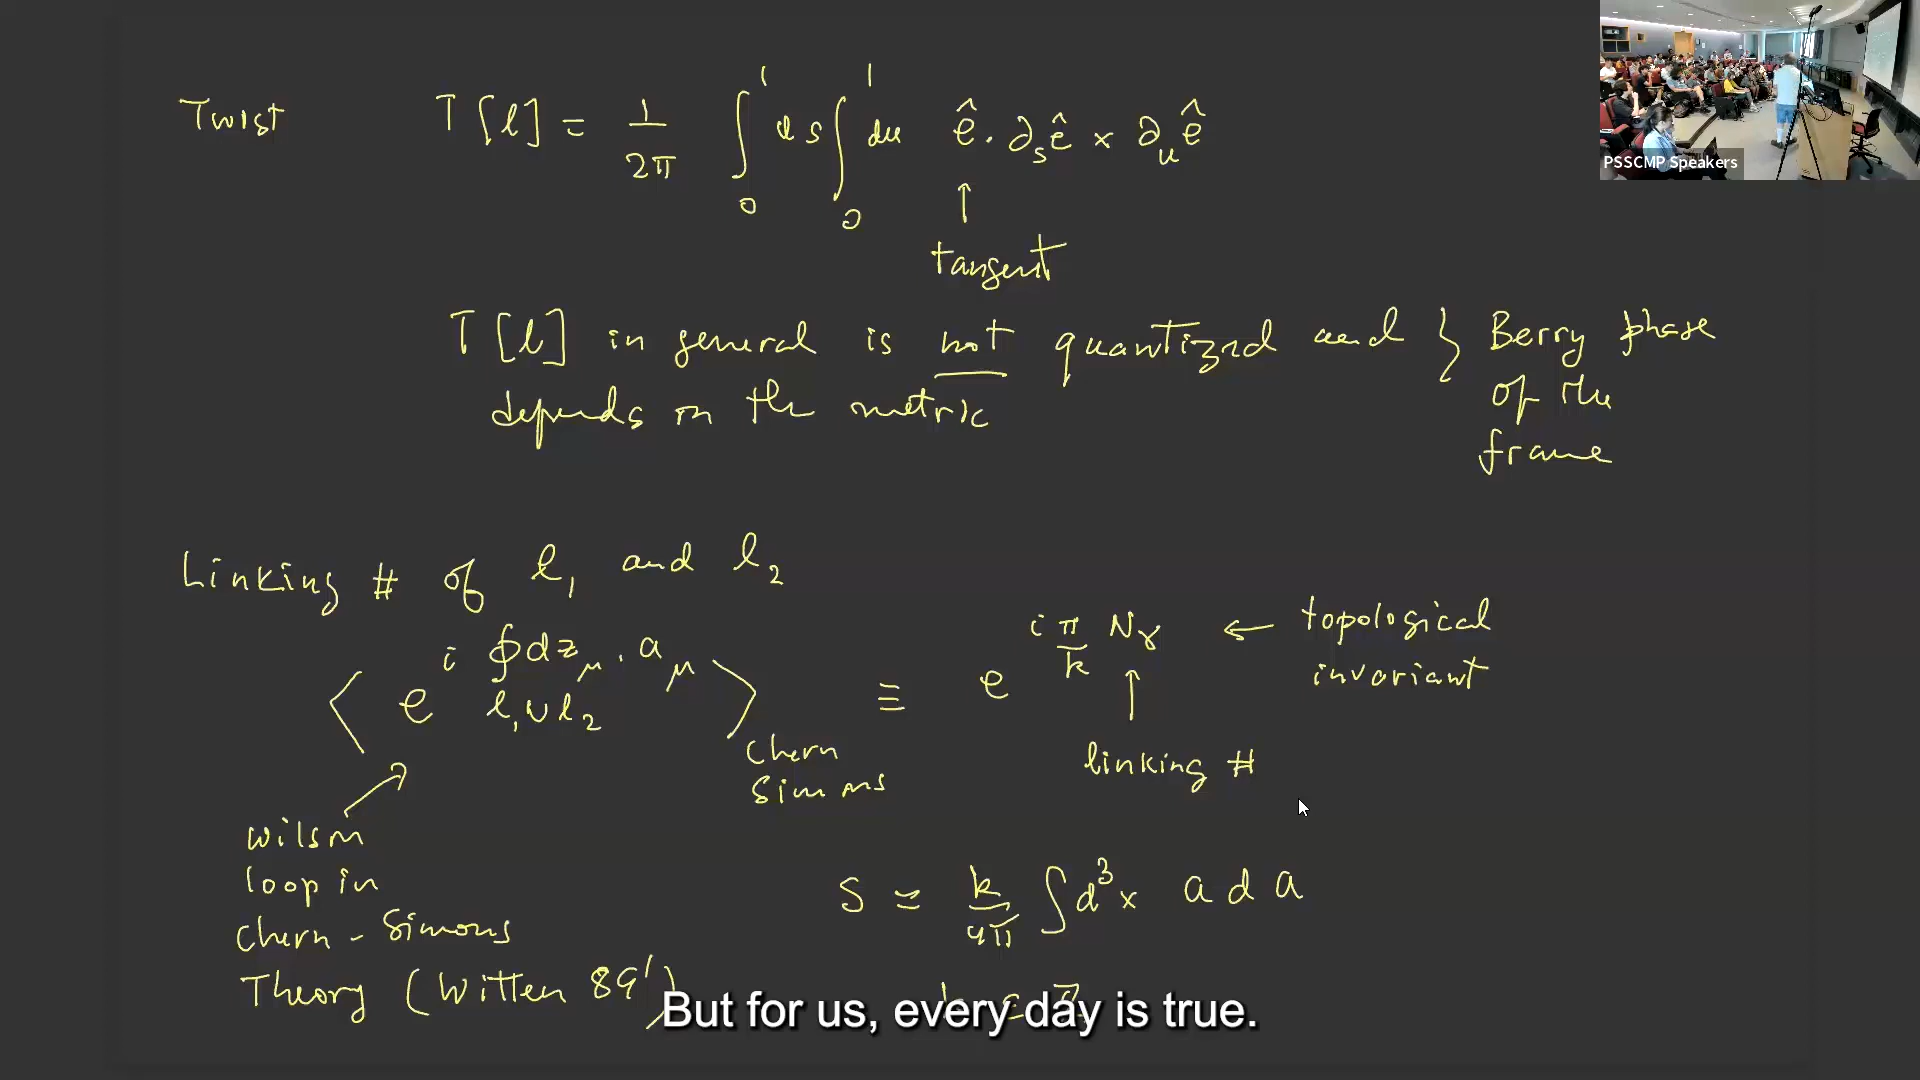 PSSCMP Speakers
Twist T[l] = 1/2π ∫₀¹ ds ∫₀¹ du ê · ∂ₛê × ∂ᵤê
↑
tangent
T[l] in general is not quantized and } Berry phase
depends on the metric of the
frame
Linking # of l₁ and l₂
⟨ e^{i ∮_{l₁∪l₂} dz_μ · a_μ} ⟩ Chern Simons ≡ e^{i π/k N_γ} ← topological
invariant
↑
linking #
Wilson
loop in
Chern - Simons
Theory (Witten 89')
S = k/4π ∫ d³x a d a
But for us, every day is true.